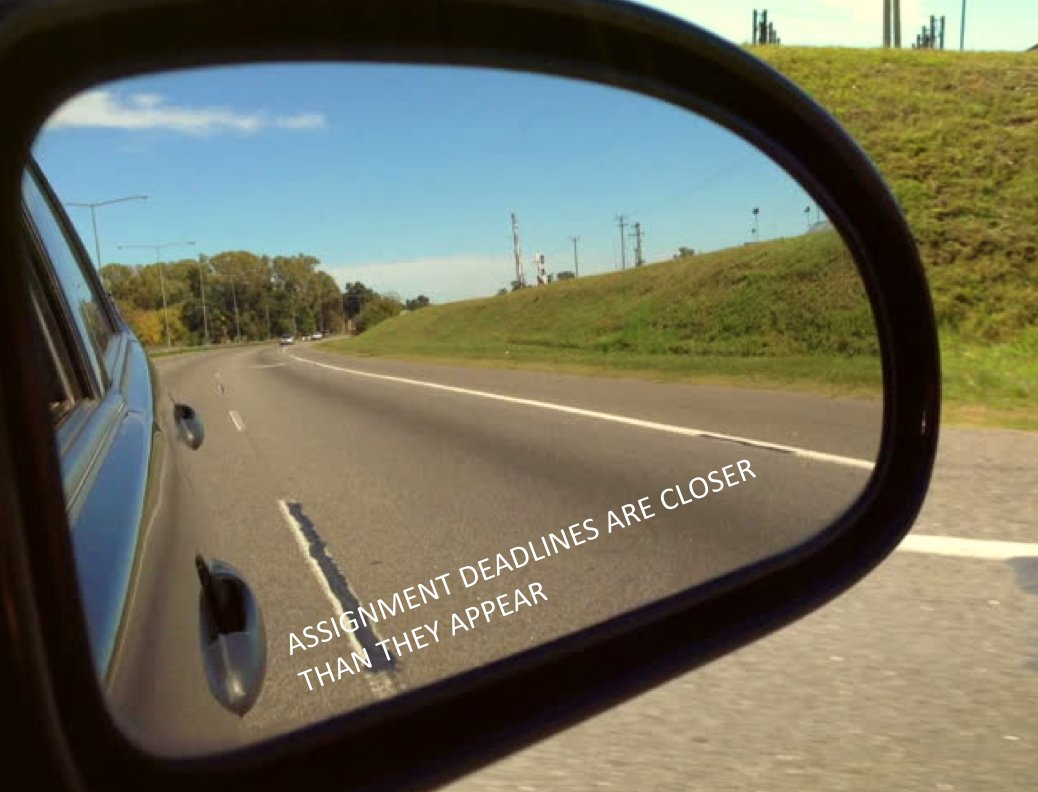 ASSIGNMENT DEADLINES ARE CLOSER
THAN THEY APPEAR